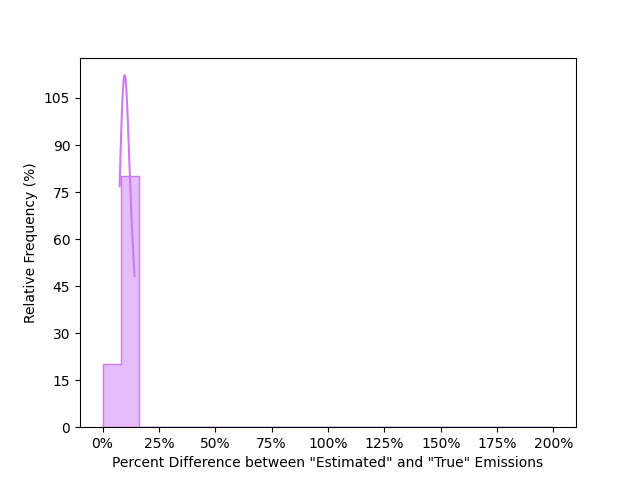 105
90
75
60
45
30
15
0
Relative Frequency (%)
0% 25% 50% 75% 100% 125% 150% 175% 200%
Percent Difference between "Estimated" and "True" Emissions